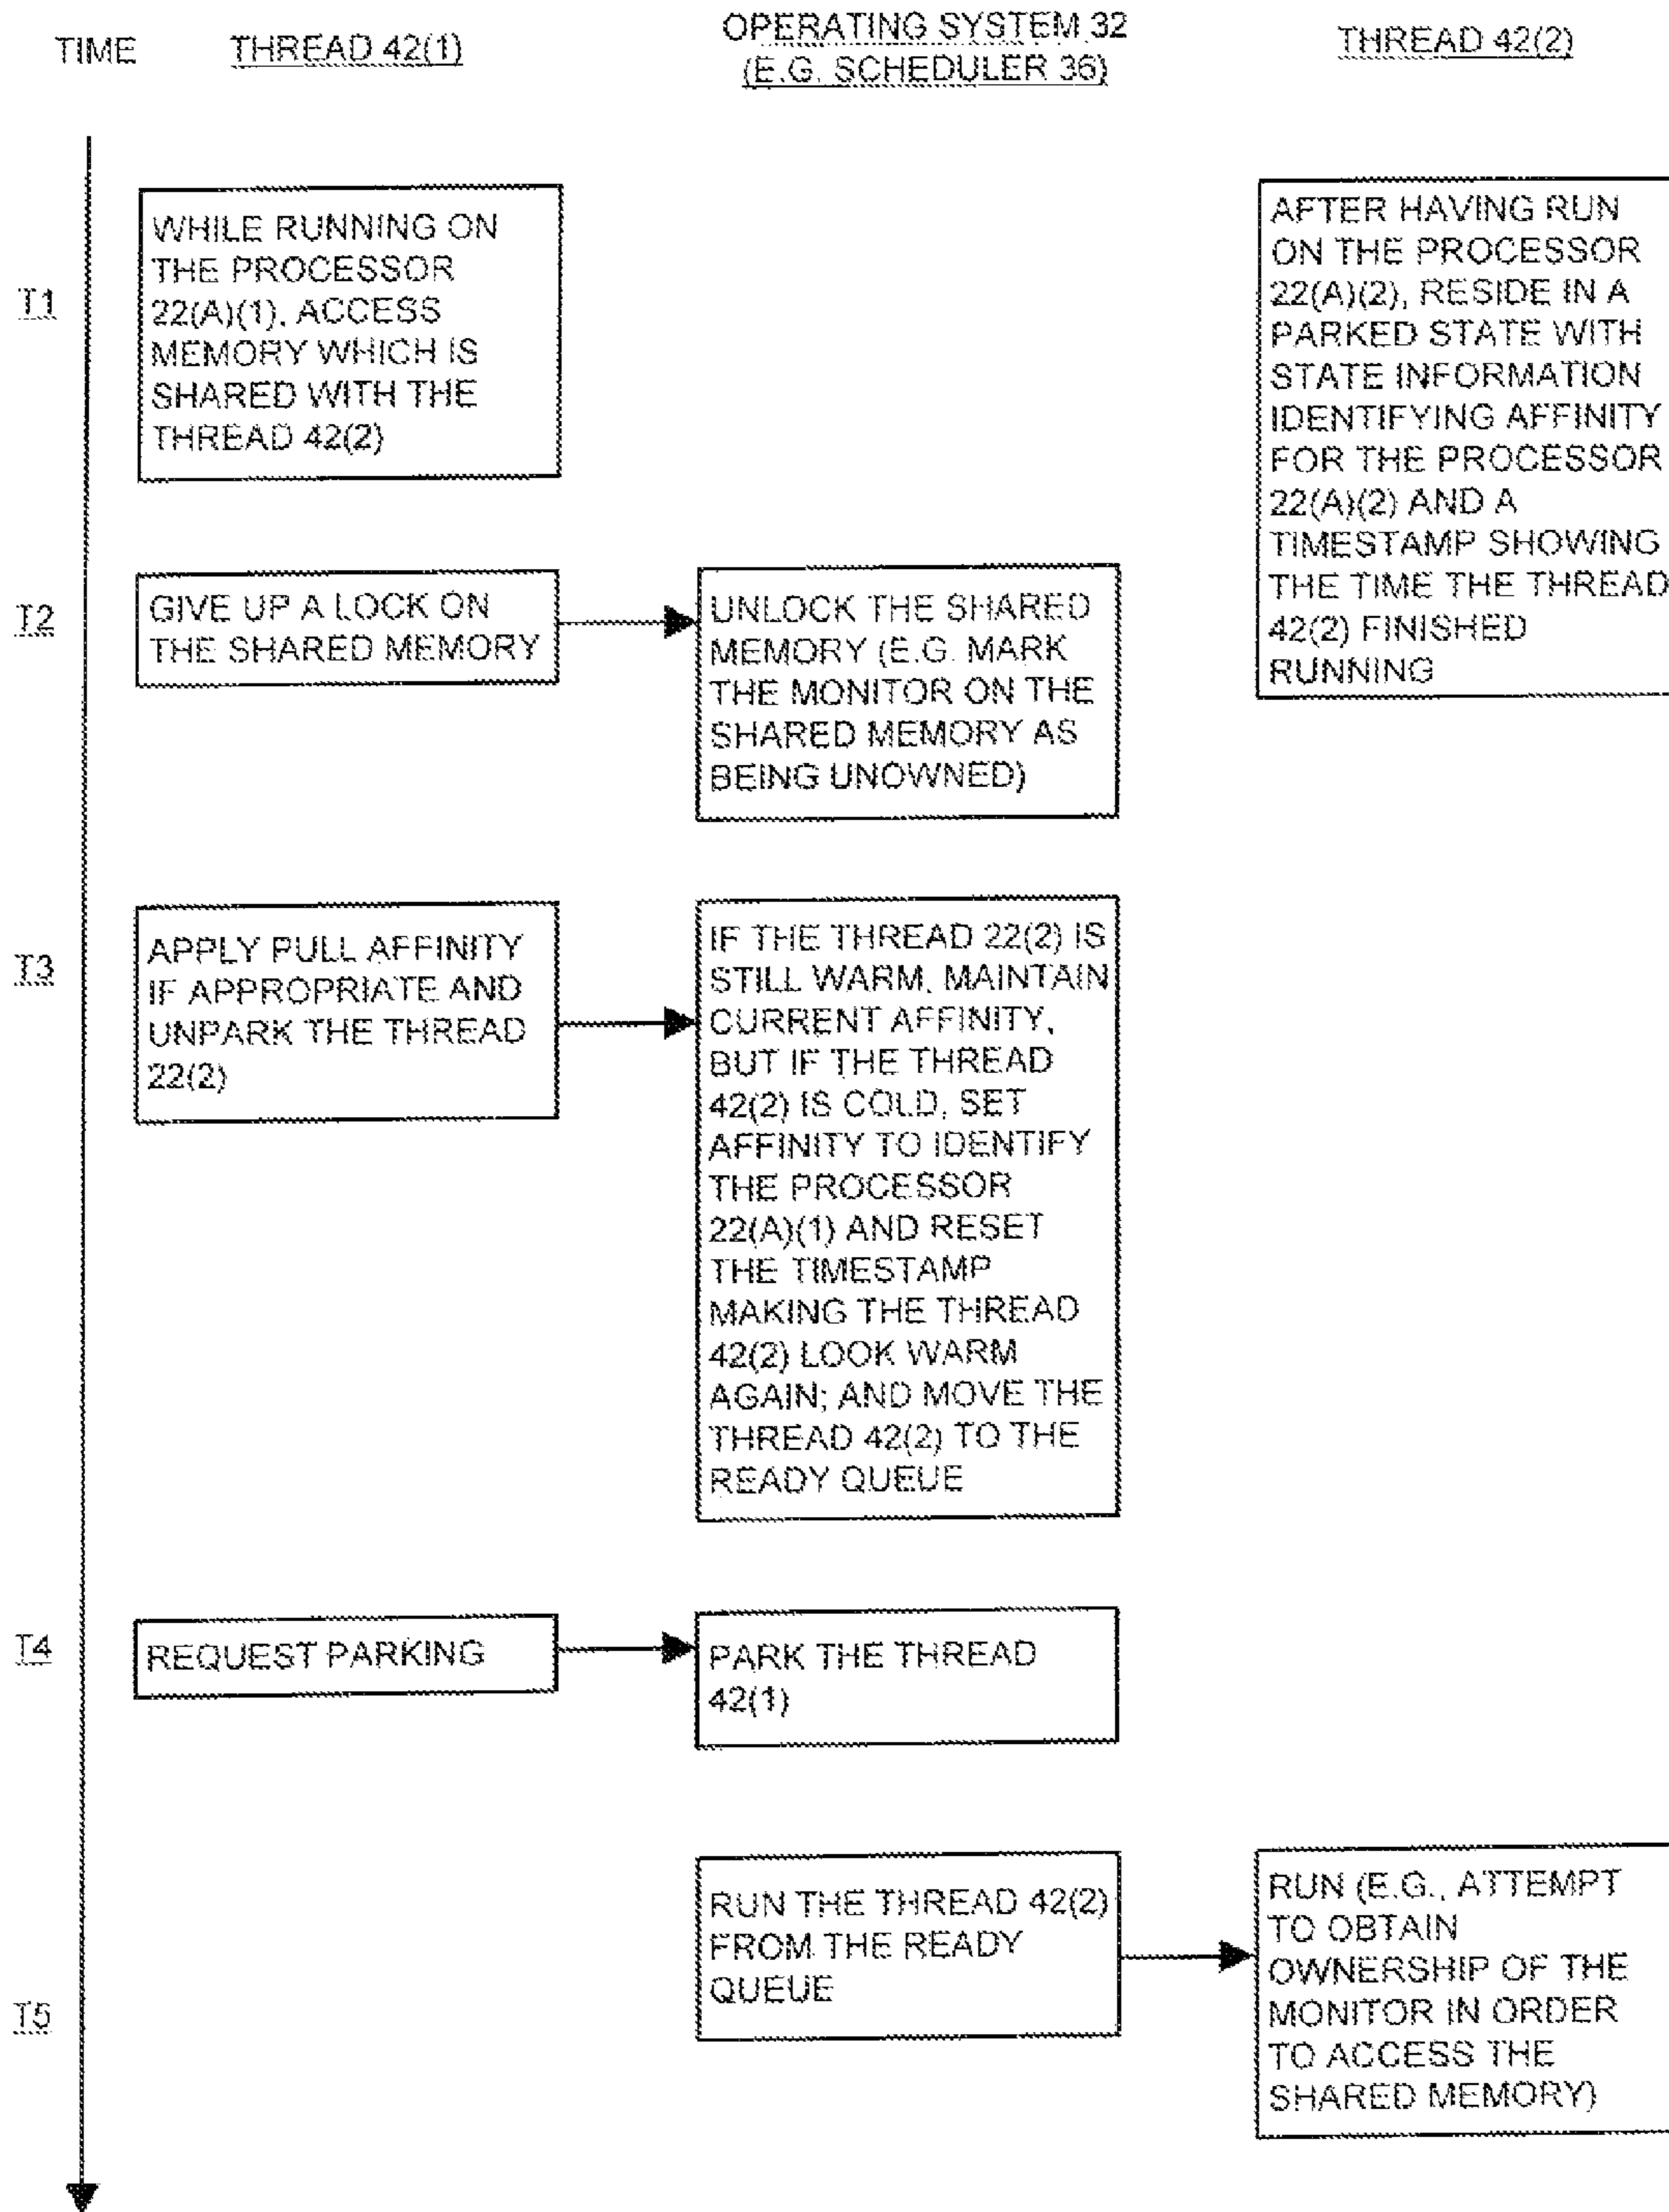 TIME
THREAD 42(1)
OPERATING SYSTEM 32
(E.G. SCHEDULER 36)
THREAD 42(2)
T1
WHILE RUNNING ON
THE PROCESSOR
22(A)(1), ACCESS
MEMORY WHICH IS
SHARED WITH THE
THREAD 42(2)
AFTER HAVING RUN
ON THE PROCESSOR
22(A)(2), RESIDE IN A
PARKED STATE WITH
STATE INFORMATION
IDENTIFYING AFFINITY
FOR THE PROCESSOR
22(A)(2) AND A
TIMESTAMP SHOWING
THE TIME THE THREAD
42(2) FINISHED
RUNNING
T2
GIVE UP A LOCK ON
THE SHARED MEMORY
UNLOCK THE SHARED
MEMORY (E.G. MARK
THE MONITOR ON THE
SHARED MEMORY AS
BEING UNOWNED)
T3
APPLY PULL AFFINITY
IF APPROPRIATE AND
UNPARK THE THREAD
22(2)
IF THE THREAD 22(2) IS
STILL WARM, MAINTAIN
CURRENT AFFINITY,
BUT IF THE THREAD
42(2) IS COLD, SET
AFFINITY TO IDENTIFY
THE PROCESSOR
22(A)(1) AND RESET
THE TIMESTAMP
MAKING THE THREAD
42(2) LOOK WARM
AGAIN; AND MOVE THE
THREAD 42(2) TO THE
READY QUEUE
T4
REQUEST PARKING
PARK THE THREAD
42(1)
T5
RUN THE THREAD 42(2)
FROM THE READY
QUEUE
RUN (E.G., ATTEMPT
TO OBTAIN
OWNERSHIP OF THE
MONITOR IN ORDER
TO ACCESS THE
SHARED MEMORY)